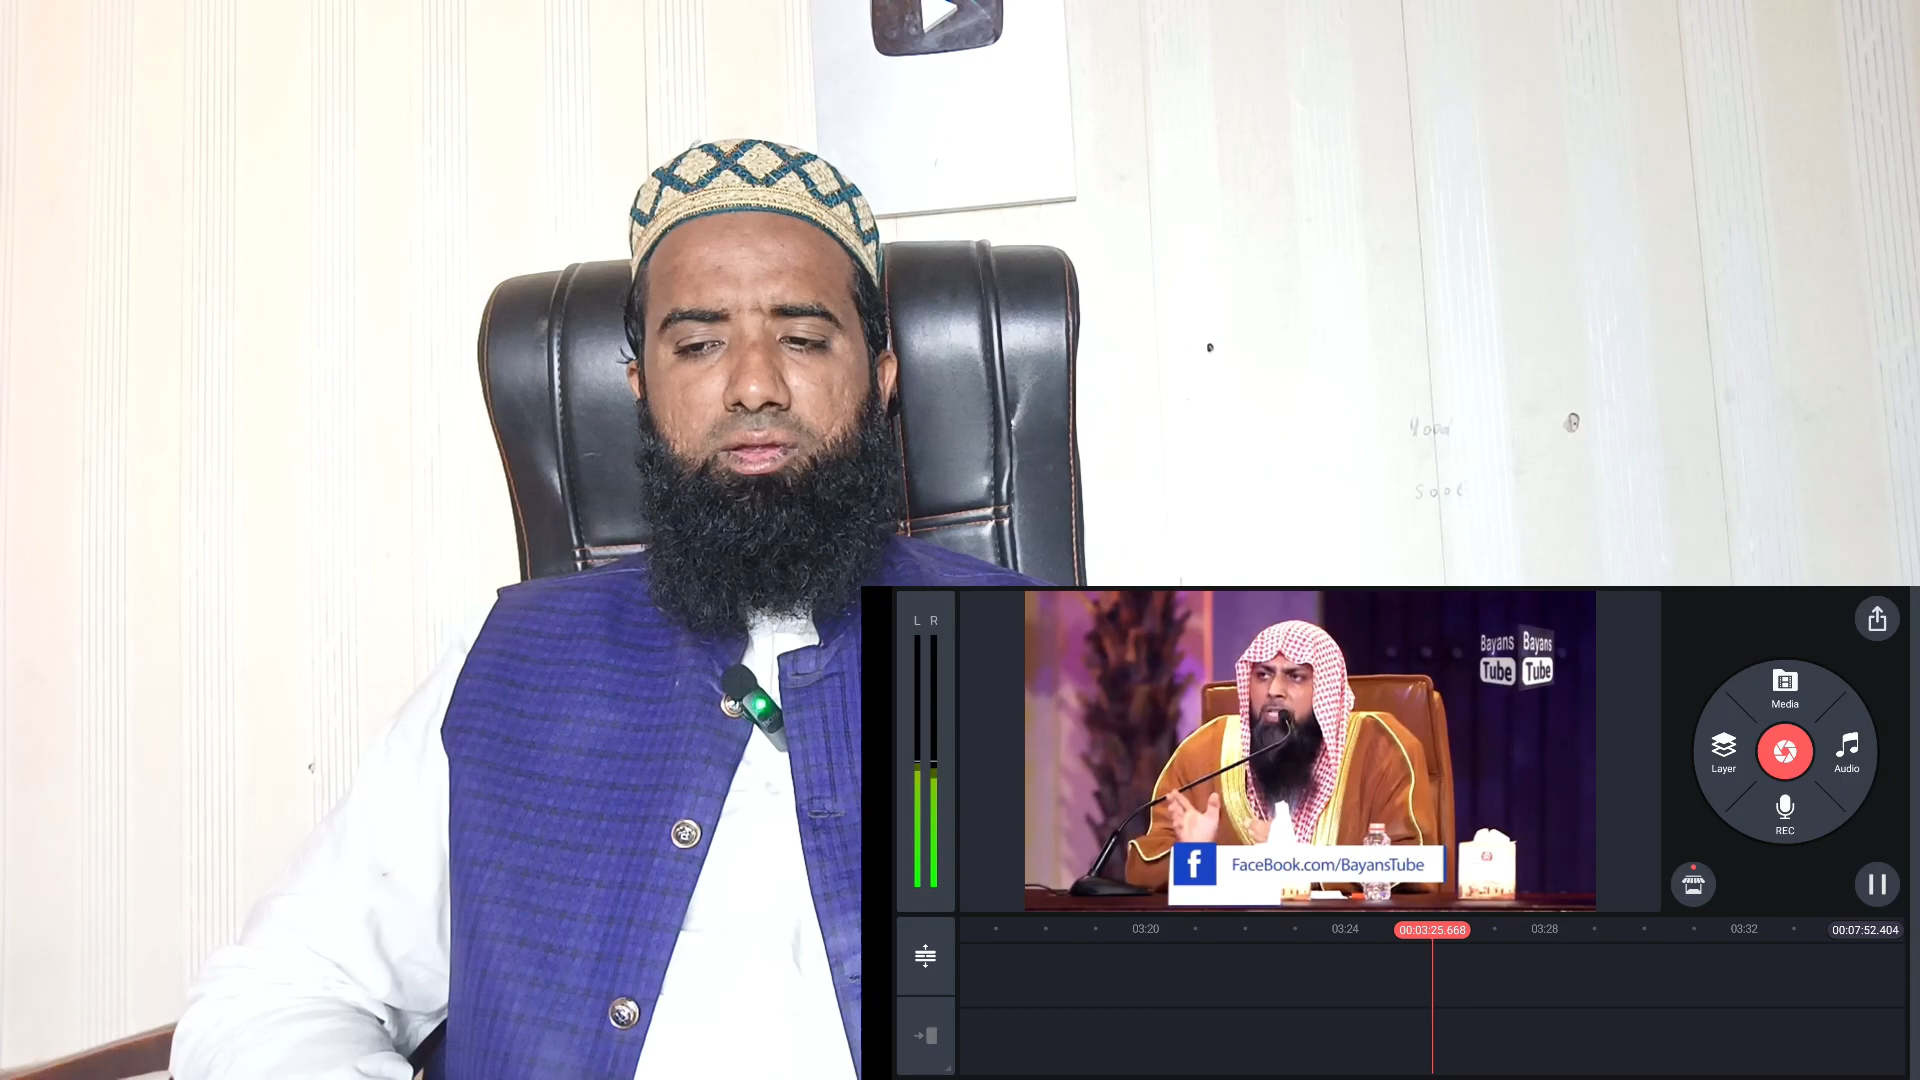 L R
Bayans
Tube
Bayans
Tube
FaceBook.com/BayansTube
Media
Layer
Audio
REC
03:20
03:24
00:03:25.668
03:28
03:32
00:07:52.404